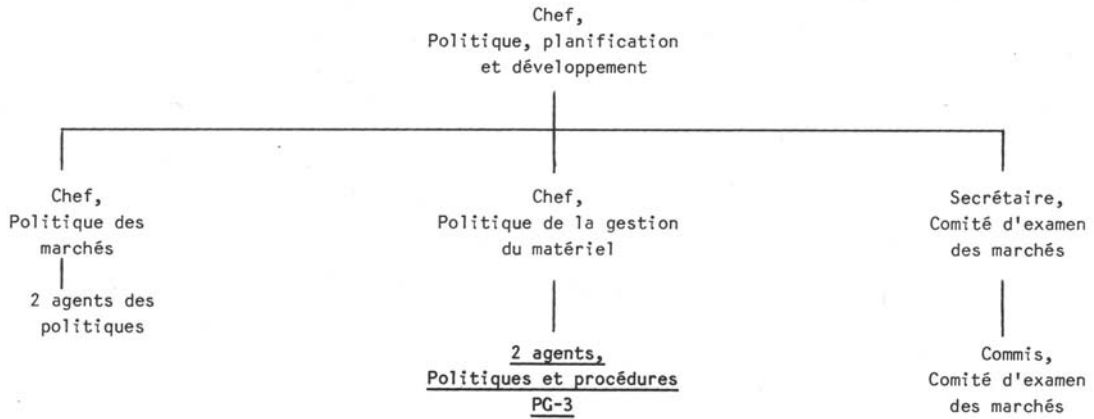 Chef,
Politique, planification
et développement
Chef,
Politique des
marchés
2 agents des
politiques
Chef,
Politique de la gestion
du matériel
2 agents,
Politiques et procédures
PG-3
Secrétaire,
Comité d'examen
des marchés
Commis,
Comité d'examen
des marchés